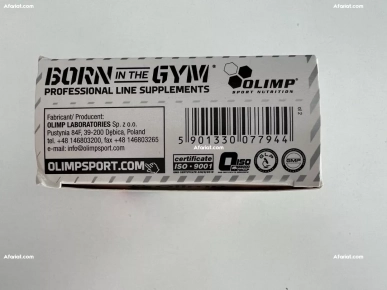 Afariat.com
Afariat.com
BORN IN THE GYM®
PROFESSIONAL LINE SUPPLEMENTS
OLIMP®
SPORT NUTRITION
Fabricant/ Producent:
OLIMP LABORATORIES Sp. z o.o.
Pustynia 84F, 39-200 Dębica, Poland
tel. +48 146803200, fax +48 146803265
e-mail: info@olimpsport.com
OLIMPSPORT.COM
5 901330 077944
certificate
ISO - 9001
ISO
GMP
Afariat.com
Afariat.com